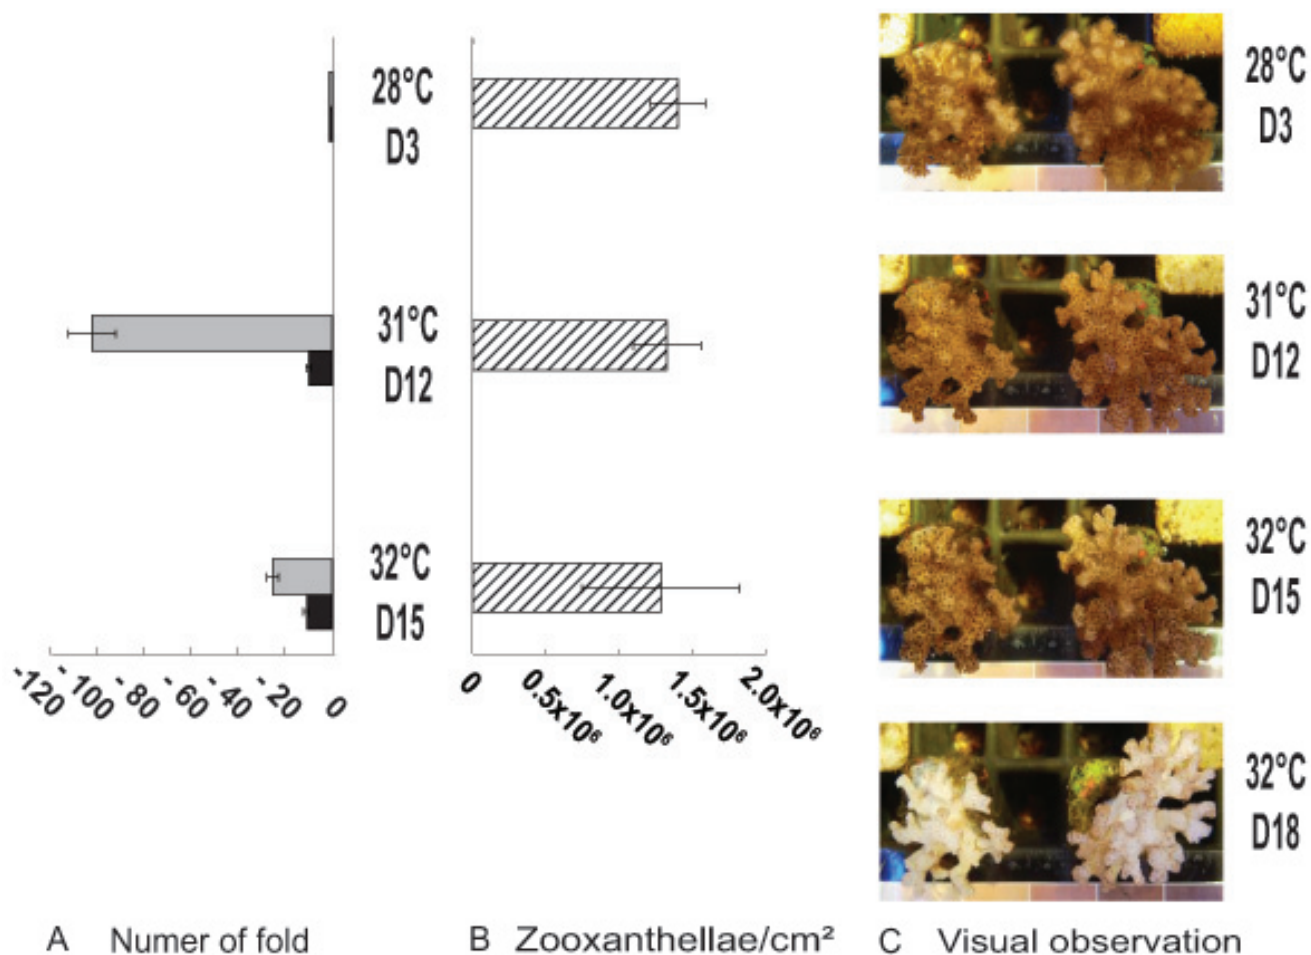 28°C
D3
31°C
D12
32°C
D15
-120
-100
-80
-60
-40
-20
0
0
0.5x10⁶
1.0x10⁶
1.5x10⁶
2.0x10⁶
28°C
D3
31°C
D12
32°C
D15
32°C
D18
A Numer of fold
B Zooxanthellae/cm²
C Visual observation